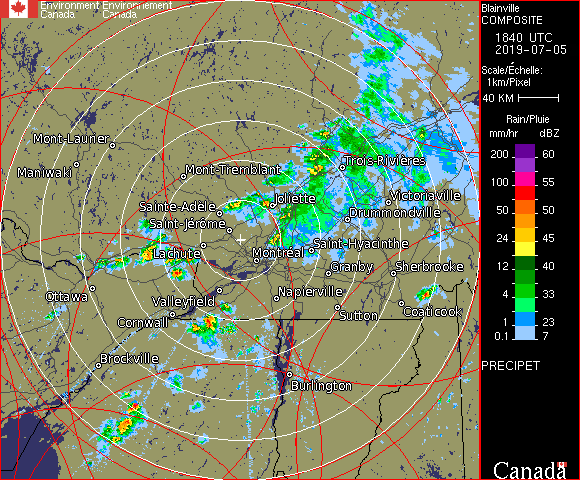 Environment Environnement
Canada Canada
Blainville
COMPOSITE
1840 UTC
2019-07-05
Scale/Échelle:
1km/Pixel
40 KM
Rain/Pluie
mm/hr dBZ
200 60
100 55
50 50
24 45
12 40
4 33
1 23
0.1 7
PRECIPET
Canada
Mont-Laurier
Maniwaki
Mont-Tremblant
Trois-Rivières
Joliette
Victoriaville
Sainte-Adele
Drummondville
Saint-Jérôme
Lachute
Montréal
Saint-Hyacinthe
Granby
Sherbrooke
Ottawa
Valleyfield
Napierville
Coaticook
Cornwall
Sutton
Brockville
Burlington